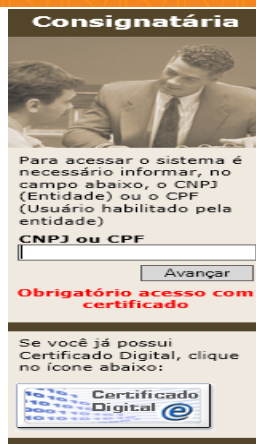 Consignatária
Para acessar o sistema é
necessário informar, no
campo abaixo, o CNPJ
(Entidade) ou o CPF
(Usuário habilitado pela
entidade)
CNPJ ou CPF
Avançar
Obrigatório acesso com
certificado
Se você já possui
Certificado Digital, clique
no ícone abaixo:
Certificado
Digital